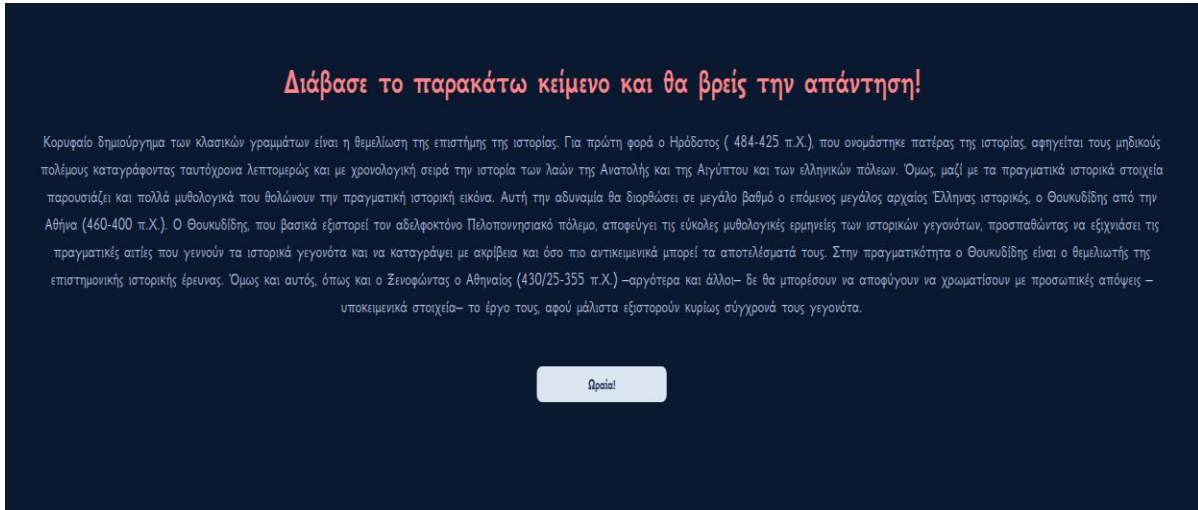 Διάβασε το παρακάτω κείμενο και θα βρείς την απάντηση!
Κορυφαίο δημιούργημα των κλασικών γραμμάτων είναι η θεμελίωση της επιστήμης της ιστορίας. Για πρώτη φορά ο Ηρόδοτος ( 484-425 π.Χ.), που ονομάστηκε πατέρας της ιστορίας, αφηγείται τους μηδικούς
πολέμους καταγράφοντας ταυτόχρονα λεπτομερώς και με χρονολογική σειρά την ιστορία των λαών της Ανατολής και της Αιγύπτου και των ελληνικών πόλεων. Όμως, μαζί με τα πραγματικά ιστορικά στοιχεία
παρουσιάζει και πολλά μυθολογικά που θολώνουν την πραγματική ιστορική εικόνα. Αυτή την αδυναμία θα διορθώσει σε μεγάλο βαθμό ο επόμενος μεγάλος αρχαίος Έλληνας ιστορικός, ο Θουκυδίδης από την
Αθήνα (460-400 π.Χ.). Ο Θουκυδίδης, που βασικά εξιστορεί τον αδελφοκτόνο Πελοποννησιακό πόλεμο, αποφεύγει τις εύκολες μυθολογικές ερμηνείες των ιστορικών γεγονότων, προσπαθώντας να εξιχνιάσει τις
πραγματικές αιτίες που γεννούν τα ιστορικά γεγονότα και να καταγράψει με ακρίβεια και όσο πιο αντικειμενικά μπορεί τα αποτελέσματά τους. Στην πραγματικότητα ο Θουκυδίδης είναι ο θεμελιωτής της
επιστημονικής ιστορικής έρευνας. Όμως και αυτός, όπως και ο Ξενοφώντας ο Αθηναίος (430/25-355 π.Χ.) –αργότερα και άλλοι– δε θα μπορέσουν να αποφύγουν να χρωματίσουν με προσωπικές απόψεις –
υποκειμενικά στοιχεία– το έργο τους, αφού μάλιστα εξιστορούν κυρίως σύγχρονά τους γεγονότα.
Ωραία!